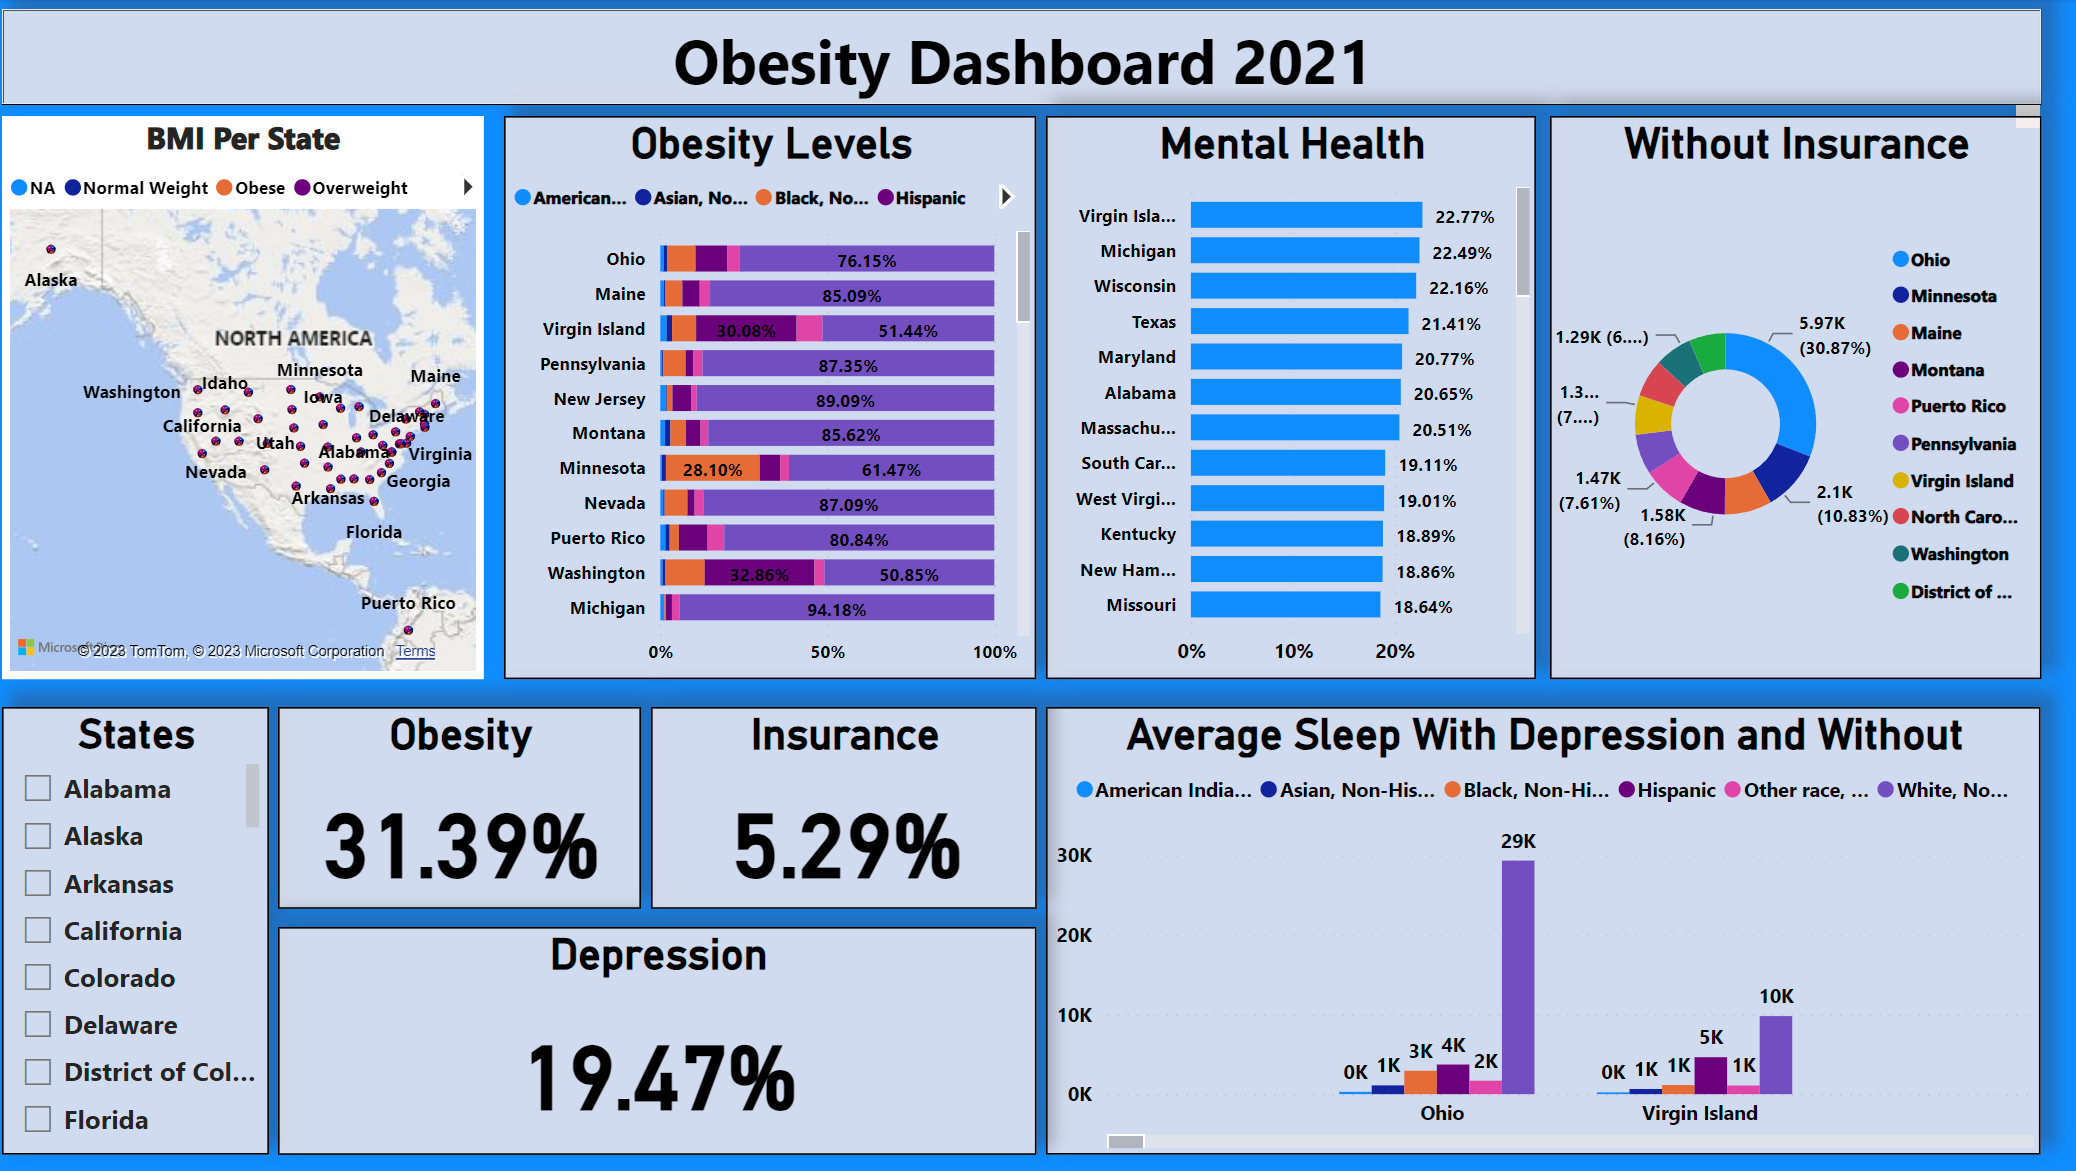 Obesity Dashboard 2021
BMI Per State
NA Normal Weight Obese Overweight
Alaska
NORTH AMERICA
Minnesota
Maine
Washington
Idaho
Iowa
Delaware
California
Utah
Alabama
Virginia
Nevada
Georgia
Arkansas
Florida
Puerto Rico
© 2023 TomTom, © 2023 Microsoft Corporation Terms
Obesity Levels
American... Asian, No... Black, No... Hispanic
Ohio 76.15%
Maine 85.09%
Virgin Island 30.08% 51.44%
Pennsylvania 87.35%
New Jersey 89.09%
Montana 85.62%
Minnesota 28.10% 61.47%
Nevada 87.09%
Puerto Rico 80.84%
Washington 32.86% 50.85%
Michigan 94.18%
0% 50% 100%
Mental Health
Virgin Isla... 22.77%
Michigan 22.49%
Wisconsin 22.16%
Texas 21.41%
Maryland 20.77%
Alabama 20.65%
Massachu... 20.51%
South Car... 19.11%
West Virgi... 19.01%
Kentucky 18.89%
New Ham... 18.86%
Missouri 18.64%
0% 10% 20%
Without Insurance
5.97K
(30.87%)
2.1K
(10.83%)
1.58K
(8.16%)
1.47K
(7.61%)
1.3...
(7....)
1.29K (6....)
Ohio
Minnesota
Maine
Montana
Puerto Rico
Pennsylvania
Virgin Island
North Caro...
Washington
District of ...
States
Alabama
Alaska
Arkansas
California
Colorado
Delaware
District of Col...
Florida
Obesity
31.39%
Insurance
5.29%
Depression
19.47%
Average Sleep With Depression and Without
American India... Asian, Non-His... Black, Non-Hi... Hispanic Other race, ... White, No...
30K
20K
10K
0K
0K 1K 3K 4K 2K 29K
0K 1K 1K 5K 1K 10K
Ohio Virgin Island